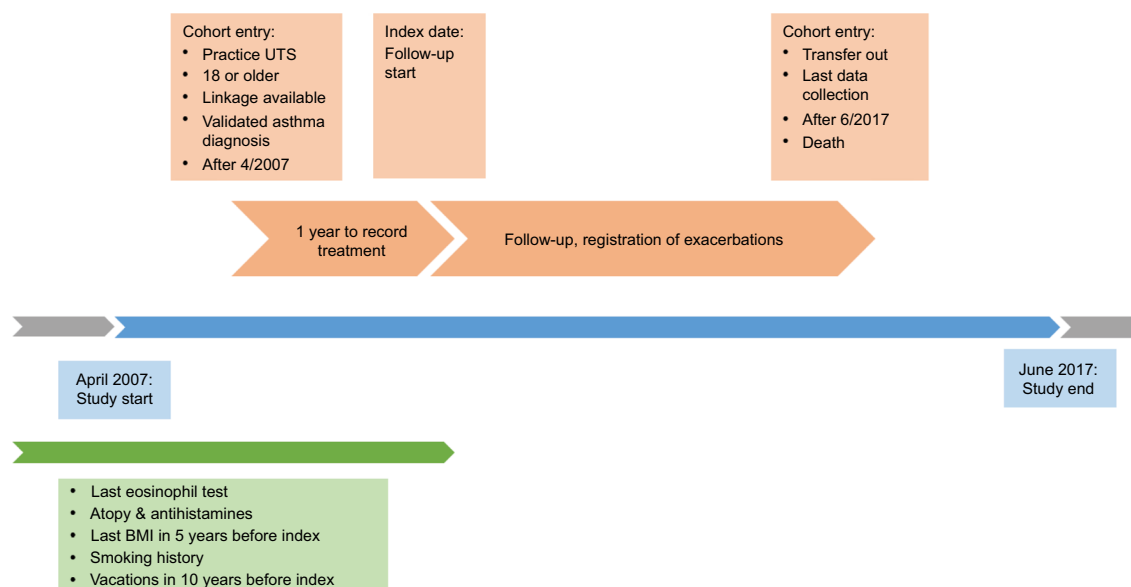 Cohort entry:
• Practice UTS
• 18 or older
• Linkage available
• Validated asthma
diagnosis
• After 4/2007
Index date:
Follow-up
start
Cohort entry:
• Transfer out
• Last data
collection
• After 6/2017
• Death
1 year to record
treatment
Follow-up, registration of exacerbations
April 2007:
Study start
June 2017:
Study end
• Last eosinophil test
• Atopy & antihistamines
• Last BMI in 5 years before index
• Smoking history
• Vacations in 10 years before index